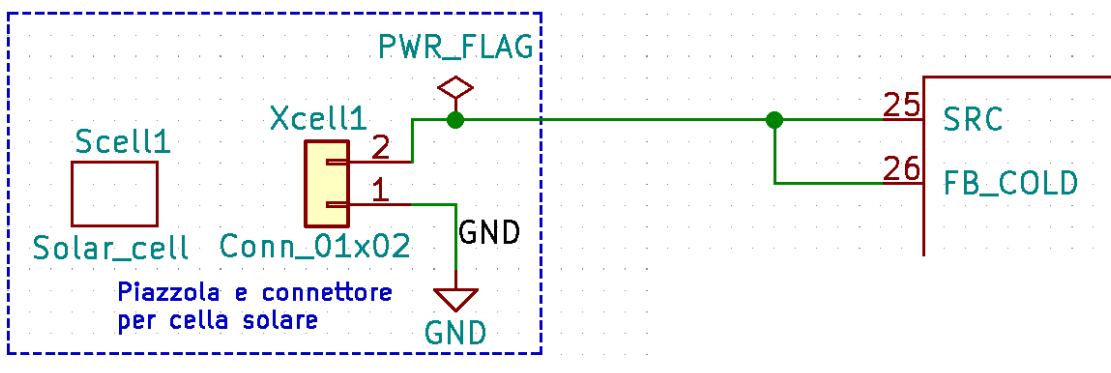 PWR_FLAG
Xcell1
Scell1
2
1
25
SRC
26
FB_COLD
GND
Solar_cell
Conn_01x02
Piazzola e connettore
per cella solare
GND